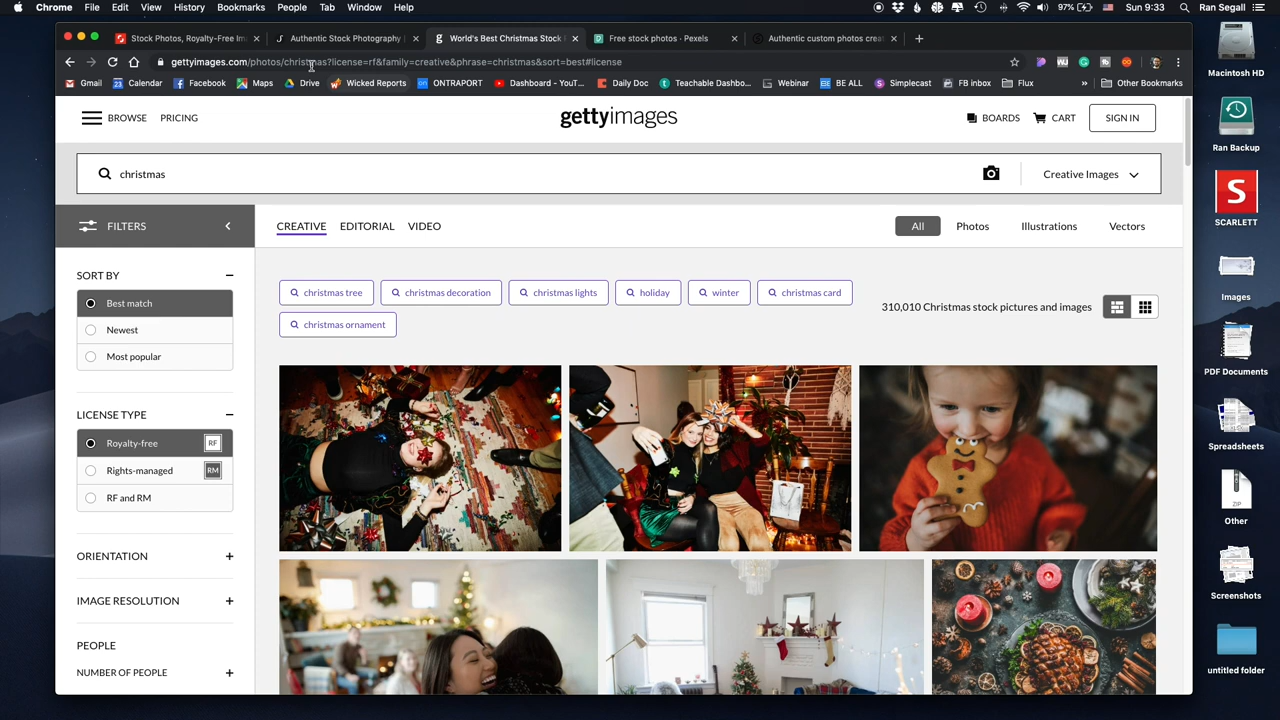 Chrome File Edit View History Bookmarks People Tab Window Help 97% Sun 9:33 Ran Segall
Stock Photos, Royalty-Free Im
Authentic Stock Photography |
World's Best Christmas Stock
Free stock photos · Pexels
Authentic custom photos crea
gettyimages.com/photos/christmas?license=rf&family=creative&phrase=christmas&sort=best#license
Gmail Calendar Facebook Maps Drive Wicked Reports ONTRAPORT Dashboard - YouT... Daily Doc Teachable Dashbo... Webinar BE ALL Simplecast FB inbox Flux Other Bookmarks
BROWSE PRICING gettyimages BOARDS CART SIGN IN
christmas Creative Images
FILTERS CREATIVE EDITORIAL VIDEO All Photos Illustrations Vectors
SORT BY
Best match
Newest
Most popular
LICENSE TYPE
Royalty-free RF
Rights-managed RM
RF and RM
ORIENTATION
IMAGE RESOLUTION
PEOPLE
NUMBER OF PEOPLE
christmas tree christmas decoration christmas lights holiday winter christmas card
christmas ornament
310,010 Christmas stock pictures and images
Macintosh HD
Ran Backup
S
SCARLETT
Images
PDF Documents
Spreadsheets
ZIP
Other
Screenshots
untitled folder